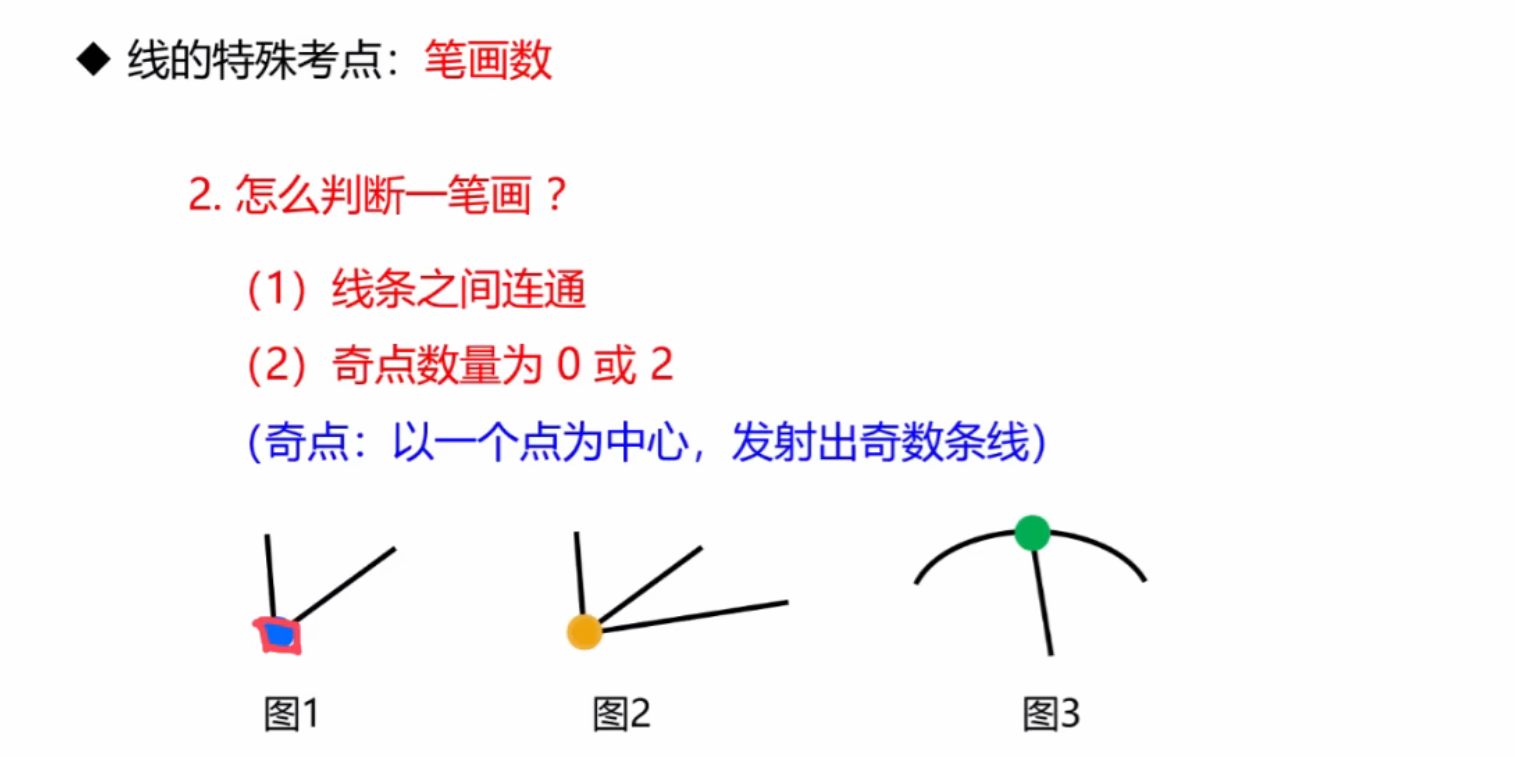 ◆ 线的特殊考点：笔画数
2. 怎么判断一笔画？
（1）线条之间连通
（2）奇点数量为 0 或 2
（奇点：以一个点为中心，发射出奇数条线）
图1 图2 图3